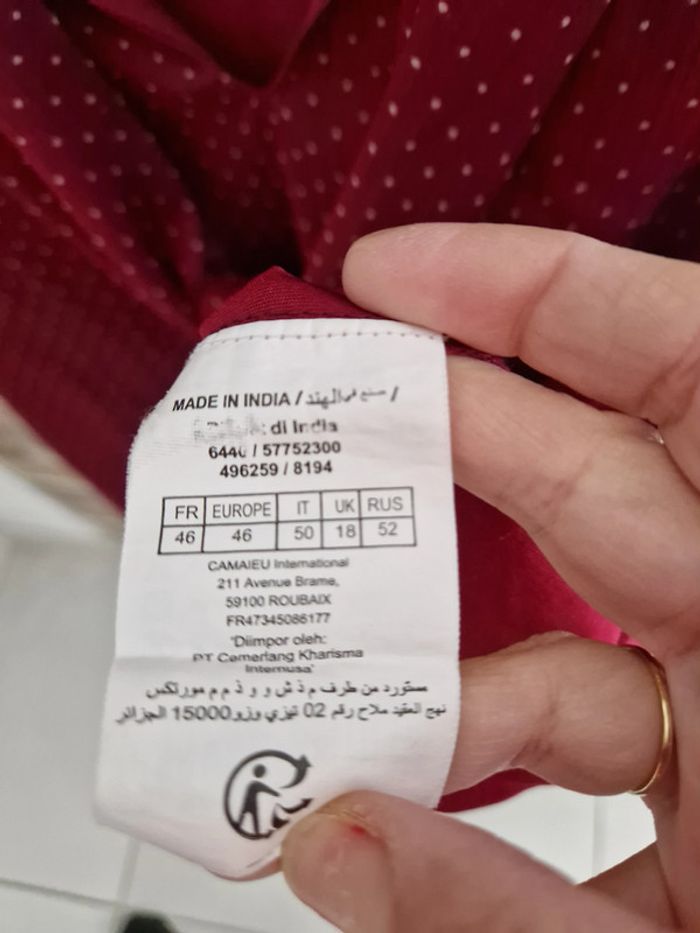 MADE IN INDIA / صنع في الهند /
di India
6440 / 57752300
496259 / 8194
FR EUROPE IT UK RUS
46 46 50 18 52
CAMAIEU International
211 Avenue Brame,
59100 ROUBAIX
FR47345086177
'Diimpor oleh:
PT Cemerlang Kharisma
Internusa'
مستورد من طرف م ذ ش و و ذ م م مورتكس
نهج العقيد ملاح رقم 02 تيزي وزو 15000 الجزائر